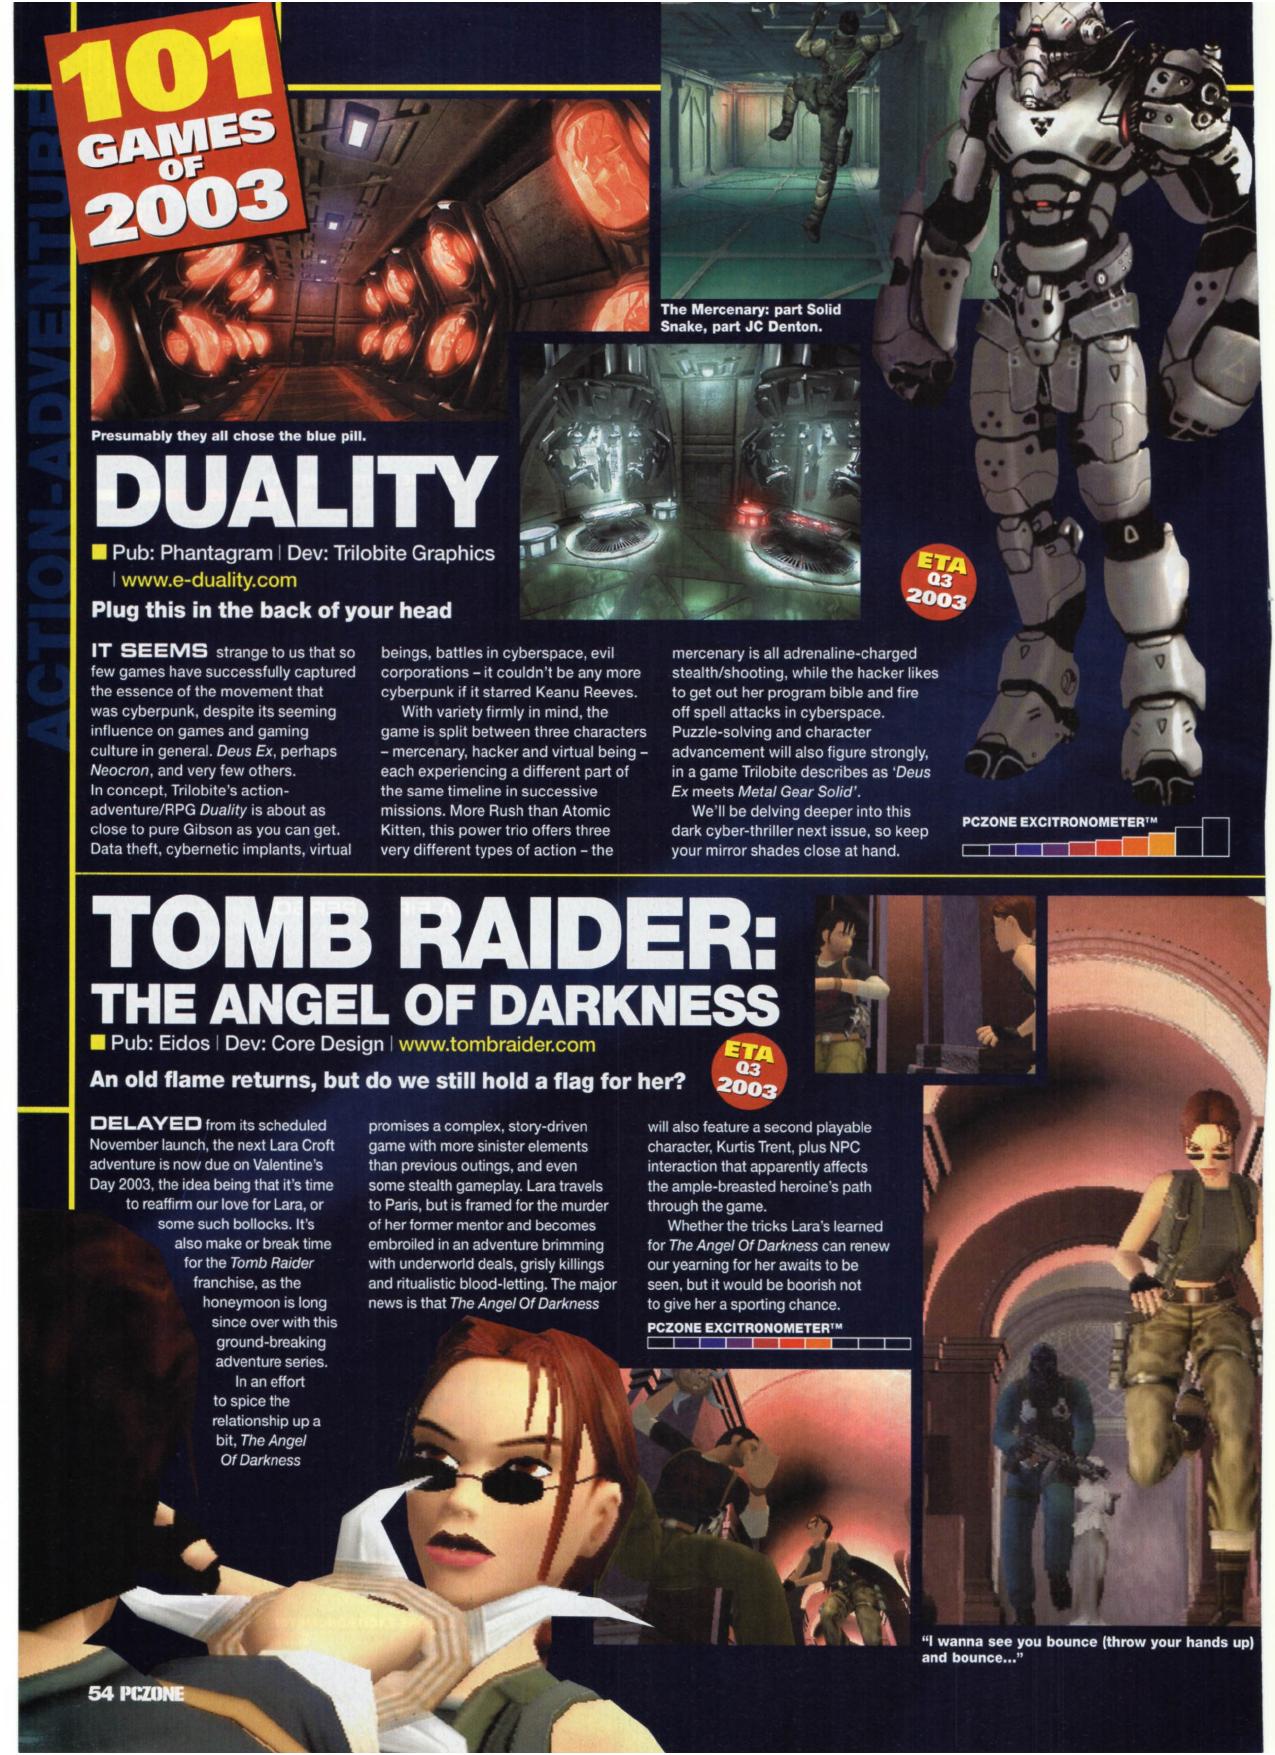 101
GAMES
OF
2003
ACTION-ADVENTURE
The Mercenary: part Solid
Snake, part JC Denton.
Presumably they all chose the blue pill.
DUALITY
Pub: Phantagram | Dev: Trilobite Graphics
| www.e-duality.com
Plug this in the back of your head
ETA
Q3
2003
IT SEEMS strange to us that so
few games have successfully captured
the essence of the movement that
was cyberpunk, despite its seeming
influence on games and gaming
culture in general. Deus Ex, perhaps
Neocron, and very few others.
In concept, Trilobite's action-
adventure/RPG Duality is about as
close to pure Gibson as you can get.
Data theft, cybernetic implants, virtual
beings, battles in cyberspace, evil
corporations – it couldn't be any more
cyberpunk if it starred Keanu Reeves.
With variety firmly in mind, the
game is split between three characters
– mercenary, hacker and virtual being –
each experiencing a different part of
the same timeline in successive
missions. More Rush than Atomic
Kitten, this power trio offers three
very different types of action – the
mercenary is all adrenaline-charged
stealth/shooting, while the hacker likes
to get out her program bible and fire
off spell attacks in cyberspace.
Puzzle-solving and character
advancement will also figure strongly,
in a game Trilobite describes as 'Deus
Ex meets Metal Gear Solid'.
We'll be delving deeper into this
dark cyber-thriller next issue, so keep
your mirror shades close at hand.
PCZONE EXCITRONOMETER™
TOMB RAIDER:
THE ANGEL OF DARKNESS
Pub: Eidos | Dev: Core Design | www.tombraider.com
An old flame returns, but do we still hold a flag for her?
ETA
Q3
2003
DELAYED from its scheduled
November launch, the next Lara Croft
adventure is now due on Valentine's
Day 2003, the idea being that it's time
to reaffirm our love for Lara, or
some such bollocks. It's
also make or break time
for the Tomb Raider
franchise, as the
honeymoon is long
since over with this
ground-breaking
adventure series.
In an effort
to spice the
relationship up a
bit, The Angel
Of Darkness
promises a complex, story-driven
game with more sinister elements
than previous outings, and even
some stealth gameplay. Lara travels
to Paris, but is framed for the murder
of her former mentor and becomes
embroiled in an adventure brimming
with underworld deals, grisly killings
and ritualistic blood-letting. The major
news is that The Angel Of Darkness
will also feature a second playable
character, Kurtis Trent, plus NPC
interaction that apparently affects
the ample-breasted heroine's path
through the game.
Whether the tricks Lara's learned
for The Angel Of Darkness can renew
our yearning for her awaits to be
seen, but it would be boorish not
to give her a sporting chance.
PCZONE EXCITRONOMETER™
"I wanna see you bounce (throw your hands up)
and bounce..."
54 PCZONE